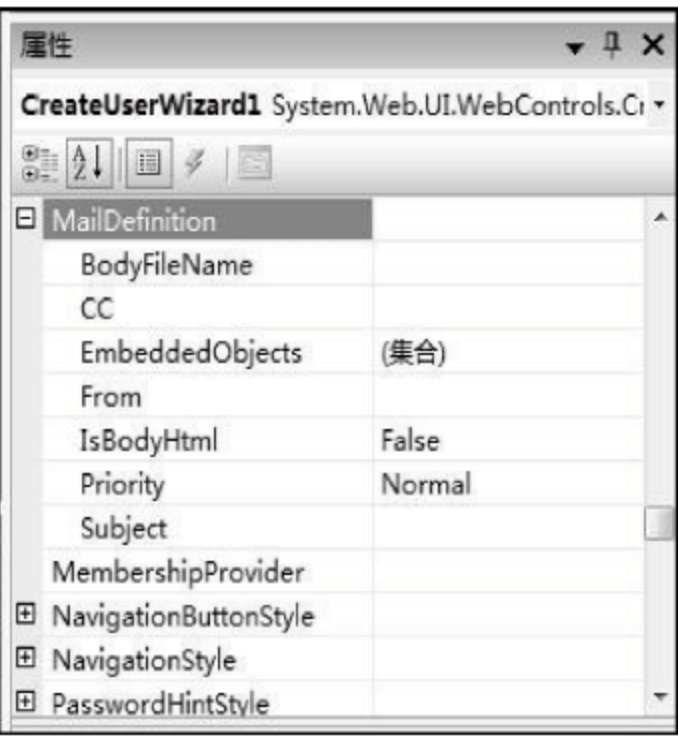 属性
CreateUserWizard1 System.Web.UI.WebControls.Cr
MailDefinition
BodyFileName
CC
EmbeddedObjects (集合)
From
IsBodyHtml False
Priority Normal
Subject
MembershipProvider
NavigationButtonStyle
NavigationStyle
PasswordHintStyle